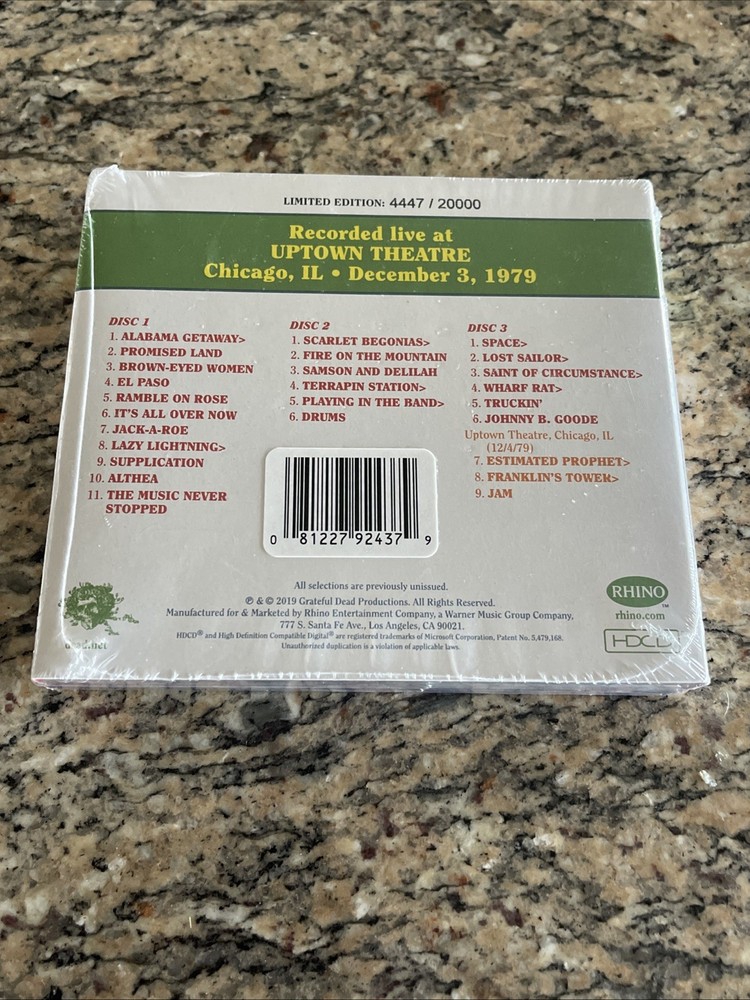 LIMITED EDITION: 4447 / 20000
Recorded live at
UPTOWN THEATRE
Chicago, IL • December 3, 1979
DISC 1
1. ALABAMA GETAWAY>
2. PROMISED LAND
3. BROWN-EYED WOMEN
4. EL PASO
5. RAMBLE ON ROSE
6. IT'S ALL OVER NOW
7. JACK-A-ROE
8. LAZY LIGHTNING>
9. SUPPLICATION
10. ALTHEA
11. THE MUSIC NEVER
STOPPED
DISC 2
1. SCARLET BEGONIAS>
2. FIRE ON THE MOUNTAIN
3. SAMSON AND DELILAH
4. TERRAPIN STATION>
5. PLAYING IN THE BAND>
6. DRUMS
DISC 3
1. SPACE>
2. LOST SAILOR>
3. SAINT OF CIRCUMSTANCE>
4. WHARF RAT>
5. TRUCKIN'
6. JOHNNY B. GOODE
Uptown Theatre, Chicago, IL
(12/4/79)
7. ESTIMATED PROPHET>
8. FRANKLIN'S TOWER>
9. JAM
0 81227 92437 9
All selections are previously unissued.
℗ & © 2019 Grateful Dead Productions. All Rights Reserved.
Manufactured for & Marketed by Rhino Entertainment Company, a Warner Music Group Company,
777 S. Santa Fe Ave., Los Angeles, CA 90021.
HDCD® and High Definition Compatible Digital® are registered trademarks of Microsoft Corporation, Patent No. 5,479,168.
Unauthorized duplication is a violation of applicable laws.
dead.net
RHINO™
rhino.com
HDCD